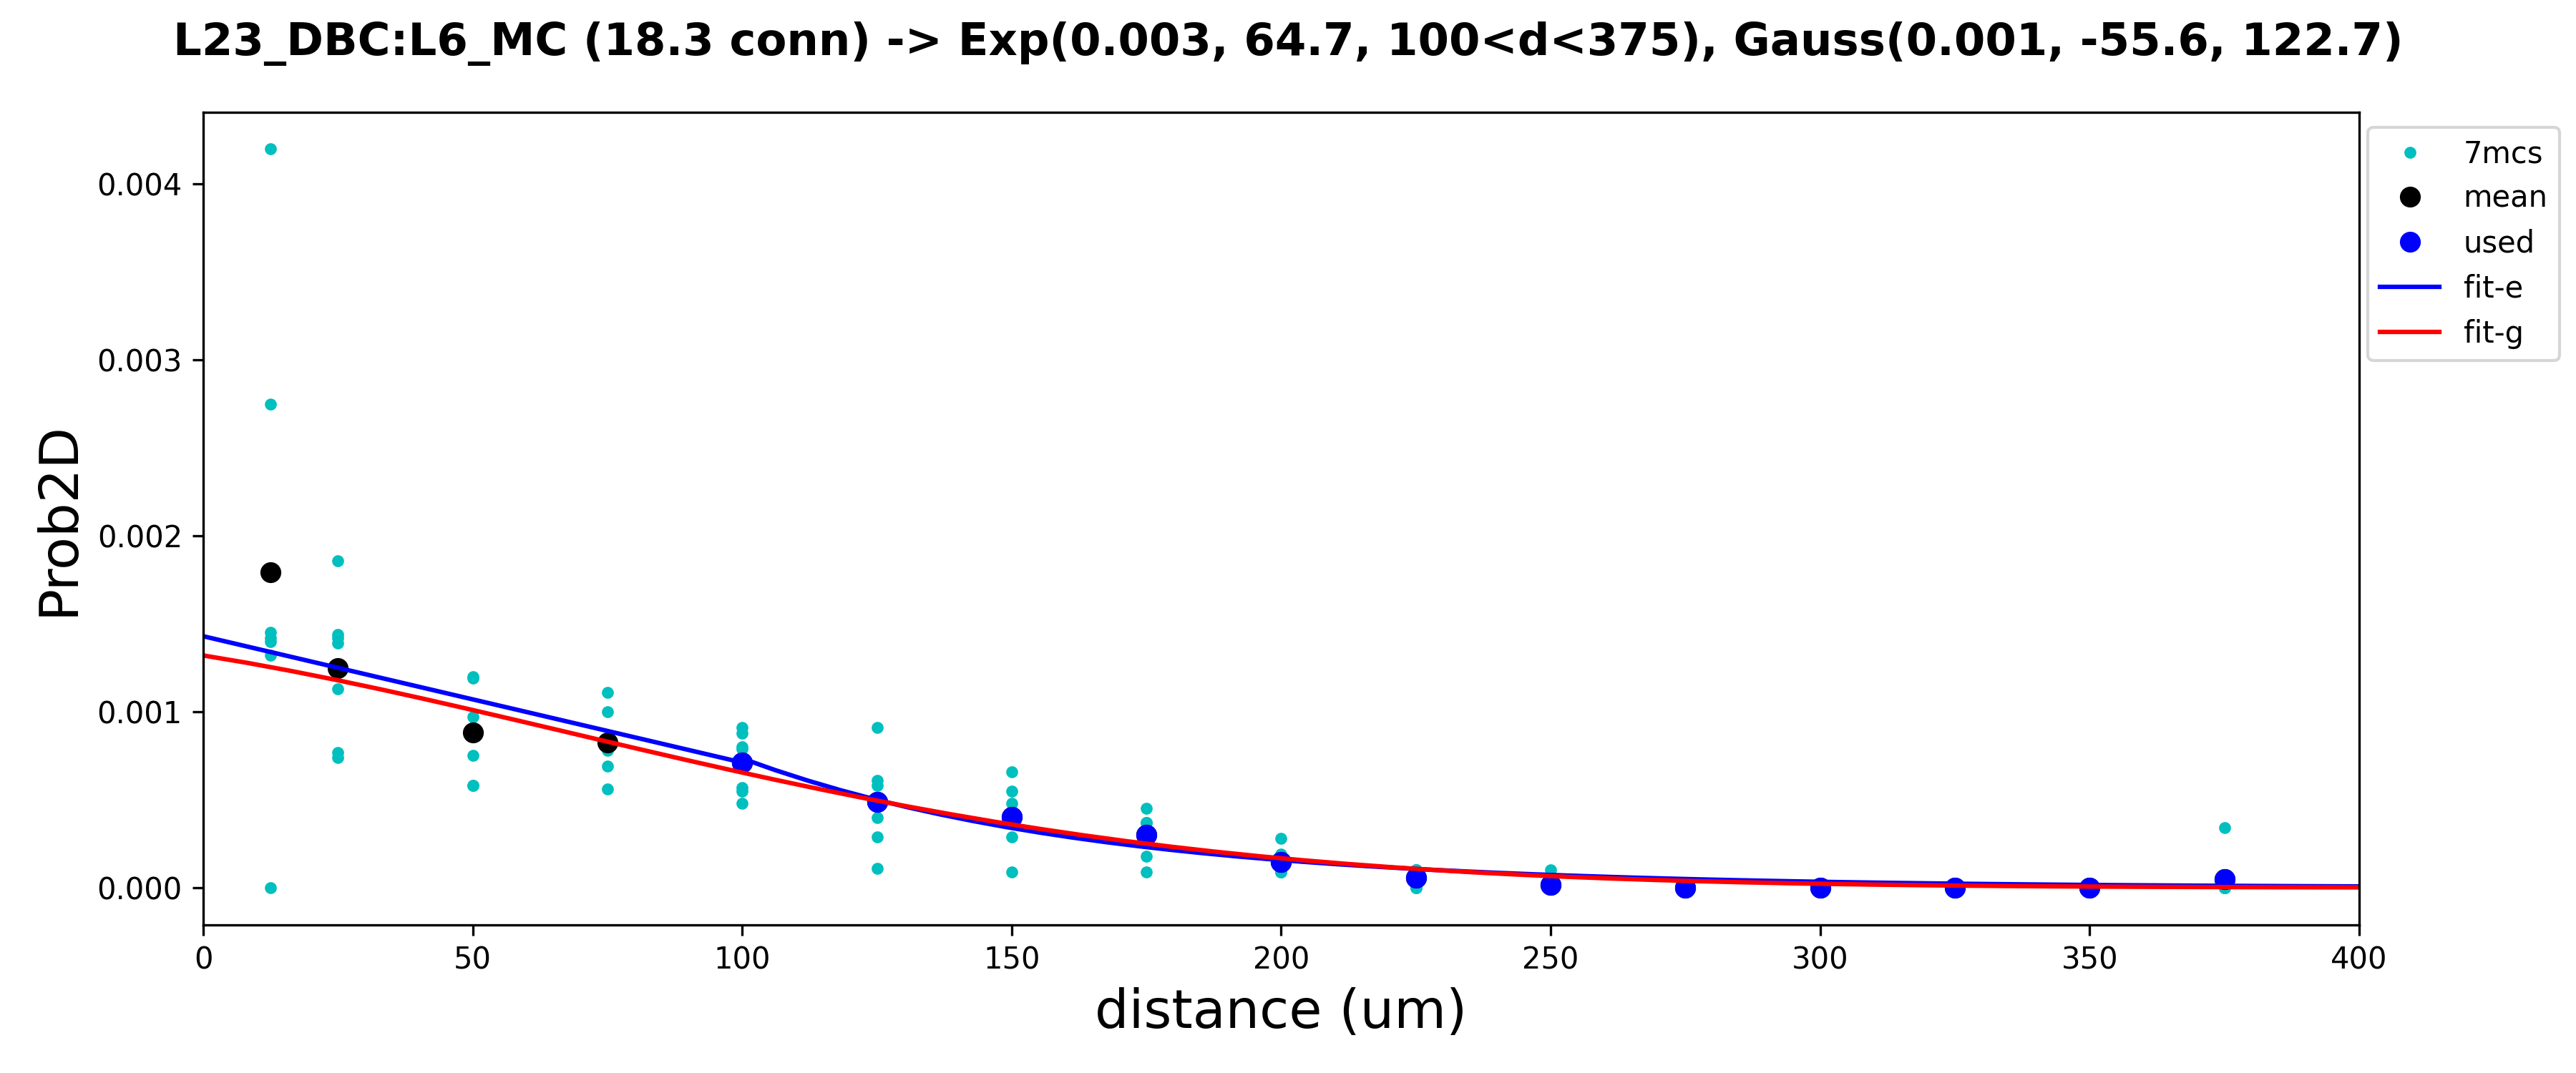 L23_DBC:L6_MC (18.3 conn) -> Exp(0.003, 64.7, 100<d<375), Gauss(0.001, -55.6, 122.7)
7mcs
mean
used
fit-e
fit-g
Prob2D
0.004
0.003
0.002
0.001
0.000
0 50 100 150 200 250 300 350 400
distance (um)